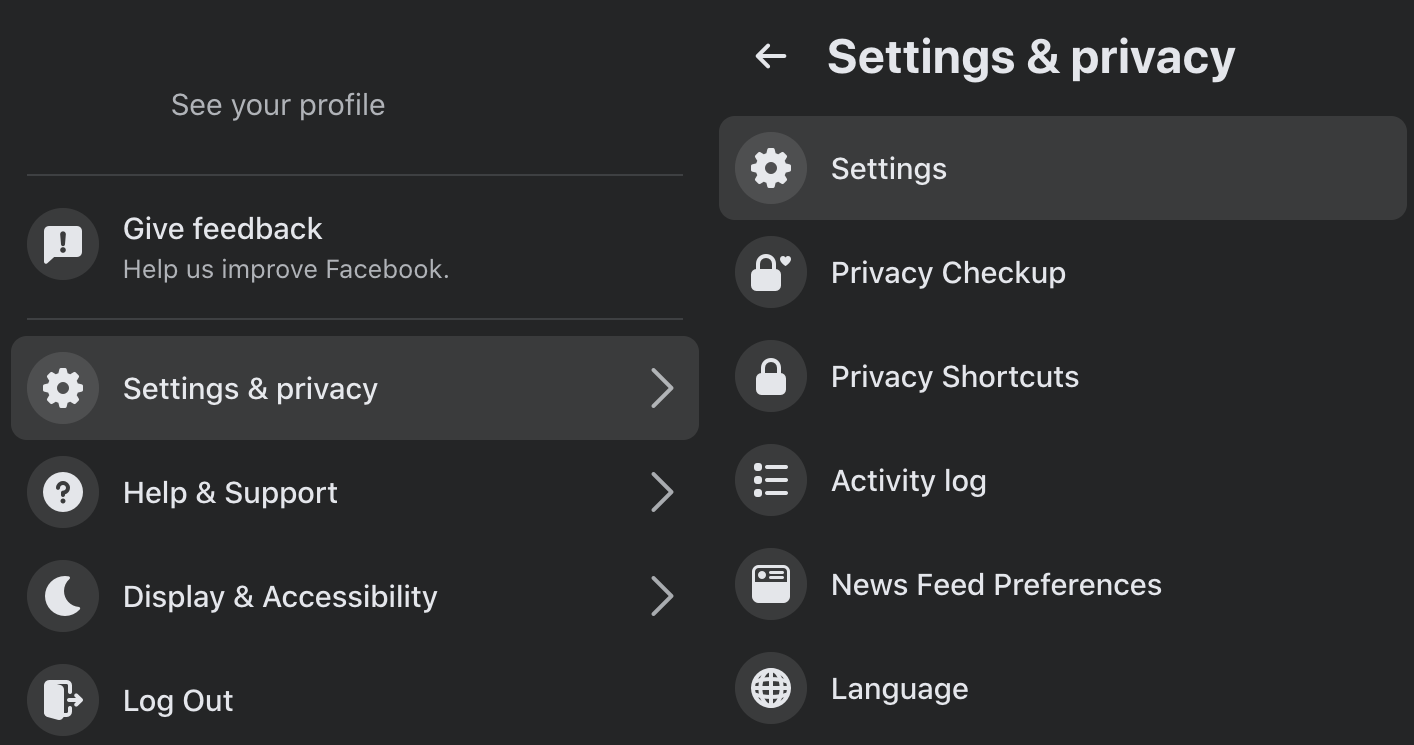 See your profile
Give feedback
Help us improve Facebook.
Settings & privacy
Help & Support
Display & Accessibility
Log Out
Settings & privacy
Settings
Privacy Checkup
Privacy Shortcuts
Activity log
News Feed Preferences
Language